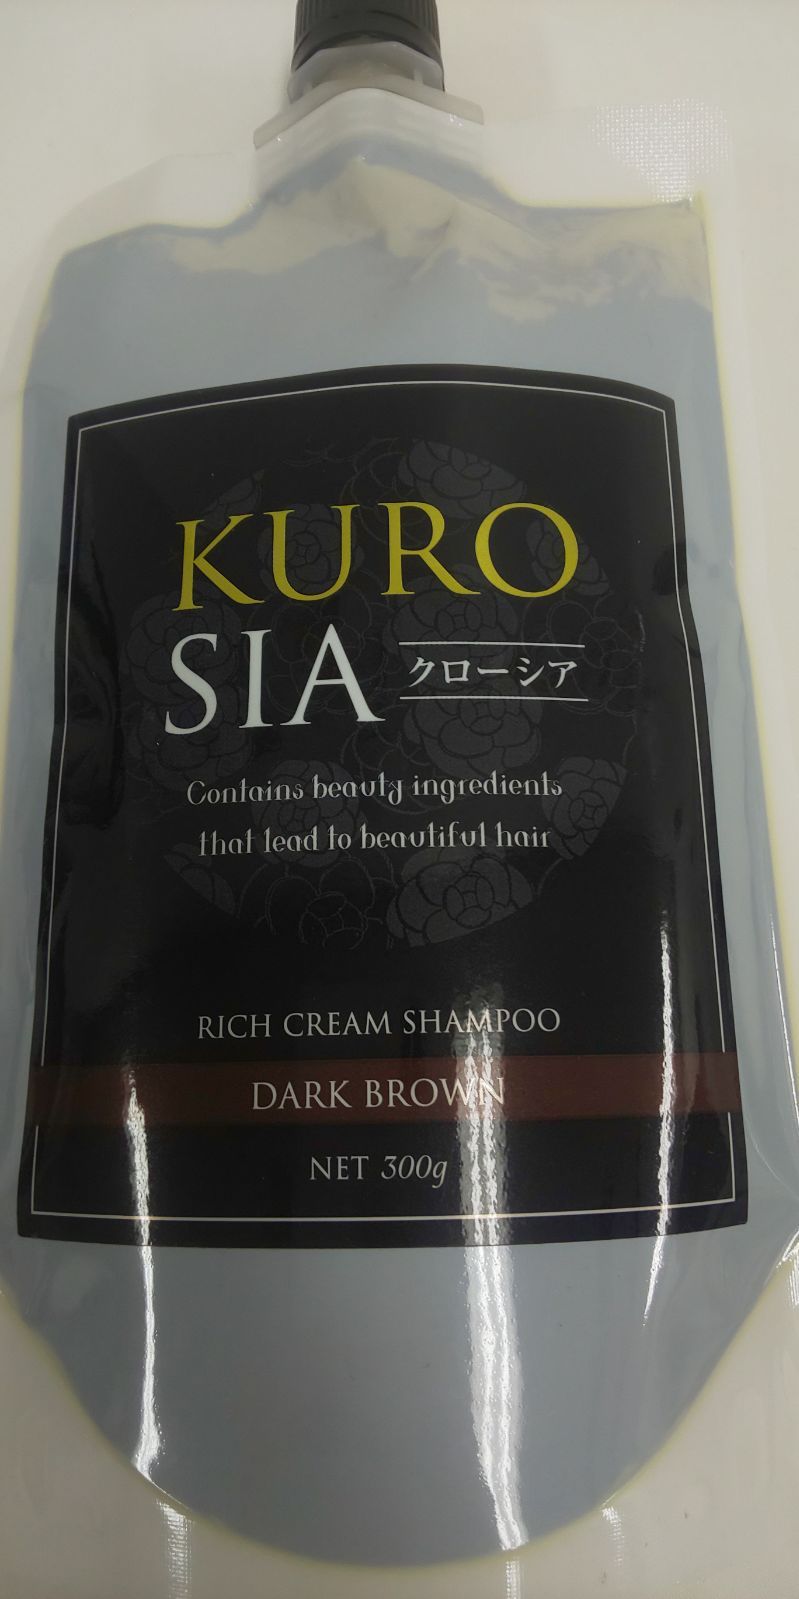 KURO
SIA クローシア
Contains beauty ingredients
that lead to beautiful hair
RICH CREAM SHAMPOO
DARK BROWN
NET 300g